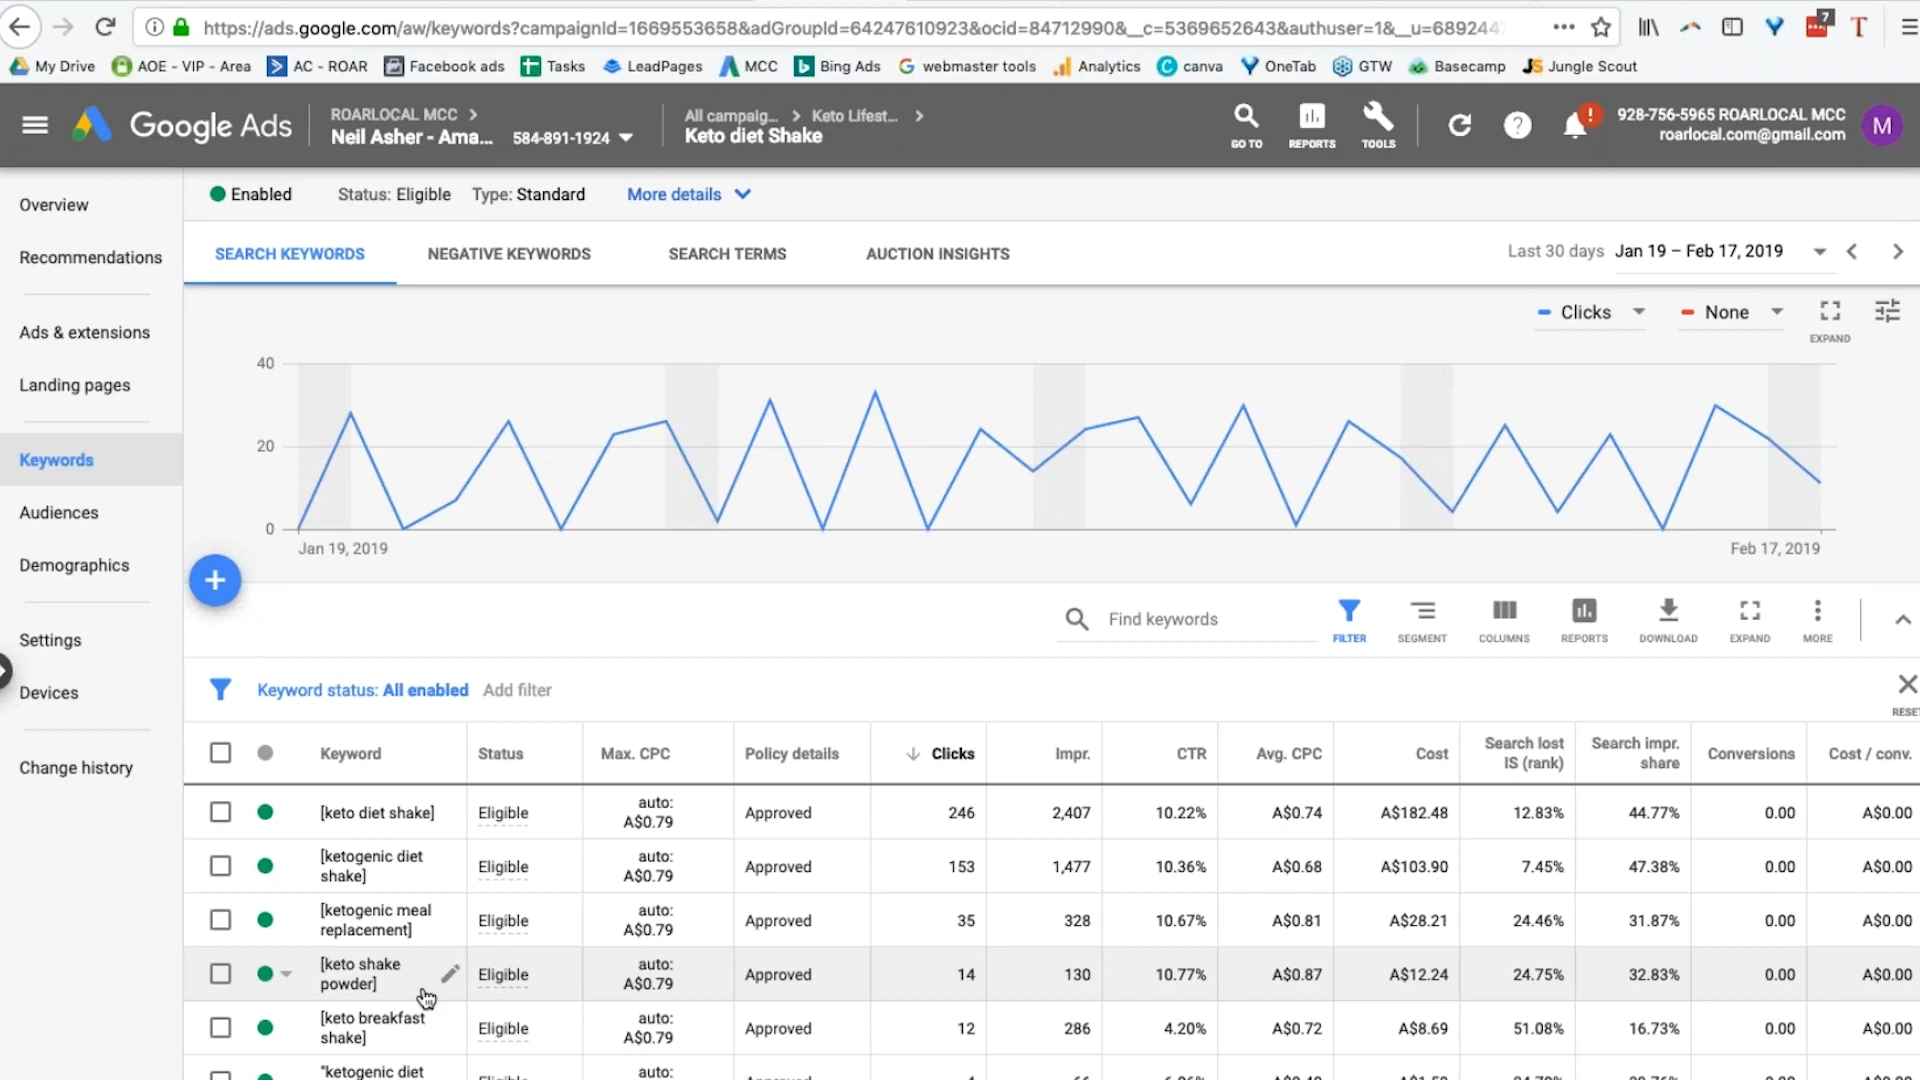 https://ads.google.com/aw/keywords?campaignId=1669553658&adGroupId=64247610923&ocid=84712990&__c=5369652643&authuser=1&__u=689244
7
My Drive AOE - VIP - Area AC - ROAR Facebook ads Tasks LeadPages MCC Bing Ads webmaster tools Analytics canva OneTab GTW Basecamp Jungle Scout
Google Ads
ROARLOCAL MCC >
Neil Asher - Ama... 584-891-1924
All campaig... > Keto Lifest... >
Keto diet Shake
GO TO REPORTS TOOLS
928-756-5965 ROARLOCAL MCC
roarlocal.com@gmail.com
M
Overview
Recommendations
Ads & extensions
Landing pages
Keywords
Audiences
Demographics
Settings
Devices
Change history
Enabled Status: Eligible Type: Standard More details
SEARCH KEYWORDS NEGATIVE KEYWORDS SEARCH TERMS AUCTION INSIGHTS
Last 30 days Jan 19 – Feb 17, 2019
Clicks None
EXPAND
40
20
0
Jan 19, 2019 Feb 17, 2019
Find keywords
FILTER SEGMENT COLUMNS REPORTS DOWNLOAD EXPAND MORE
Keyword status: All enabled Add filter
RESET
Keyword Status Max. CPC Policy details Clicks Impr. CTR Avg. CPC Cost Search lost IS (rank) Search impr. share Conversions Cost / conv.
[keto diet shake] Eligible auto: A$0.79 Approved 246 2,407 10.22% A$0.74 A$182.48 12.83% 44.77% 0.00 A$0.00
[ketogenic diet shake] Eligible auto: A$0.79 Approved 153 1,477 10.36% A$0.68 A$103.90 7.45% 47.38% 0.00 A$0.00
[ketogenic meal replacement] Eligible auto: A$0.79 Approved 35 328 10.67% A$0.81 A$28.21 24.46% 31.87% 0.00 A$0.00
[keto shake powder] Eligible auto: A$0.79 Approved 14 130 10.77% A$0.87 A$12.24 24.75% 32.83% 0.00 A$0.00
[keto breakfast shake] Eligible auto: A$0.79 Approved 12 286 4.20% A$0.72 A$8.69 51.08% 16.73% 0.00 A$0.00
"ketogenic diet auto: